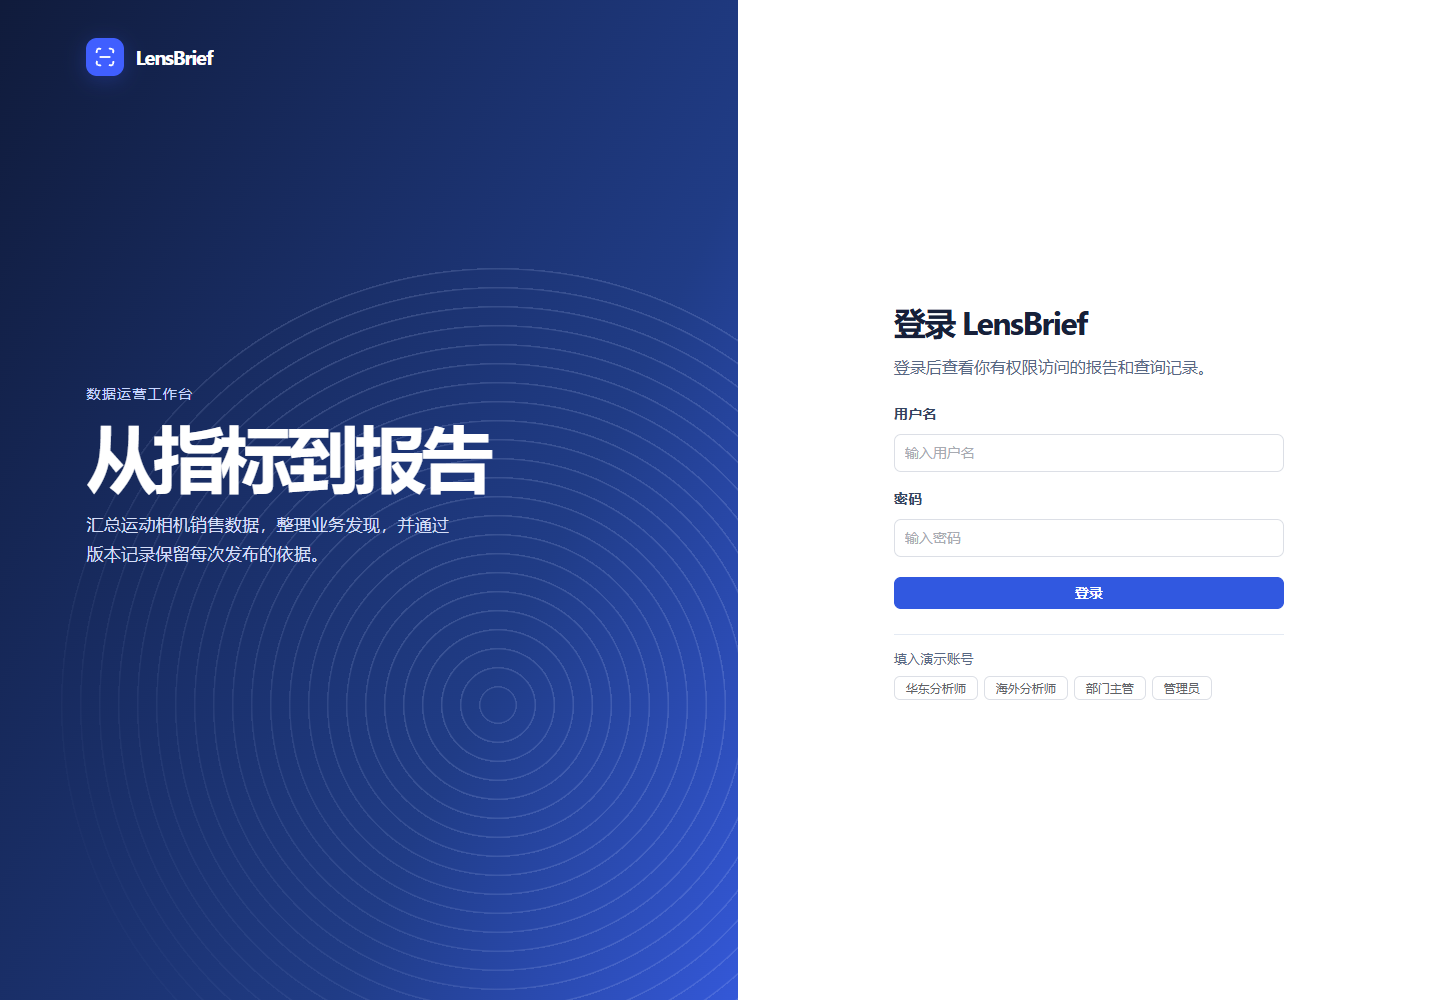 LensBrief
数据运营工作台
从指标到报告
汇总运动相机销售数据，整理业务发现，并通过
版本记录保留每次发布的依据。
登录 LensBrief
登录后查看你有权限访问的报告和查询记录。
用户名
输入用户名
密码
输入密码
登录
填入演示账号
华东分析师 海外分析师 部门主管 管理员